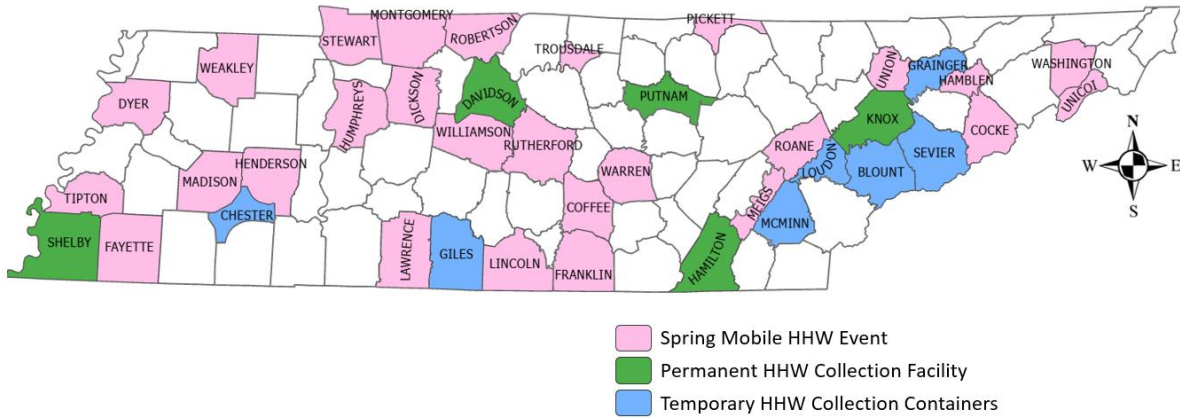 MONTGOMERY
PICKETT
STEWART
ROBERTSON
TROUSDALE
WEAKLEY
UNION
GRAINGER
WASHINGTON
HAMBLEN
DYER
HUMPHREYS
DICKSON
DAVIDSON
PUTNAM
UNICOI
KNOX
WILLIAMSON
RUTHERFORD
COCKE
ROANE
SEVIER
HENDERSON
MADISON
WARREN
LOUDON
BLOUNT
TIPTON
CHESTER
COFFEE
MEIGS
MCMINN
SHELBY
FAYETTE
LAWRENCE
GILES
LINCOLN
FRANKLIN
HAMILTON
N
W E
S
Spring Mobile HHW Event
Permanent HHW Collection Facility
Temporary HHW Collection Containers